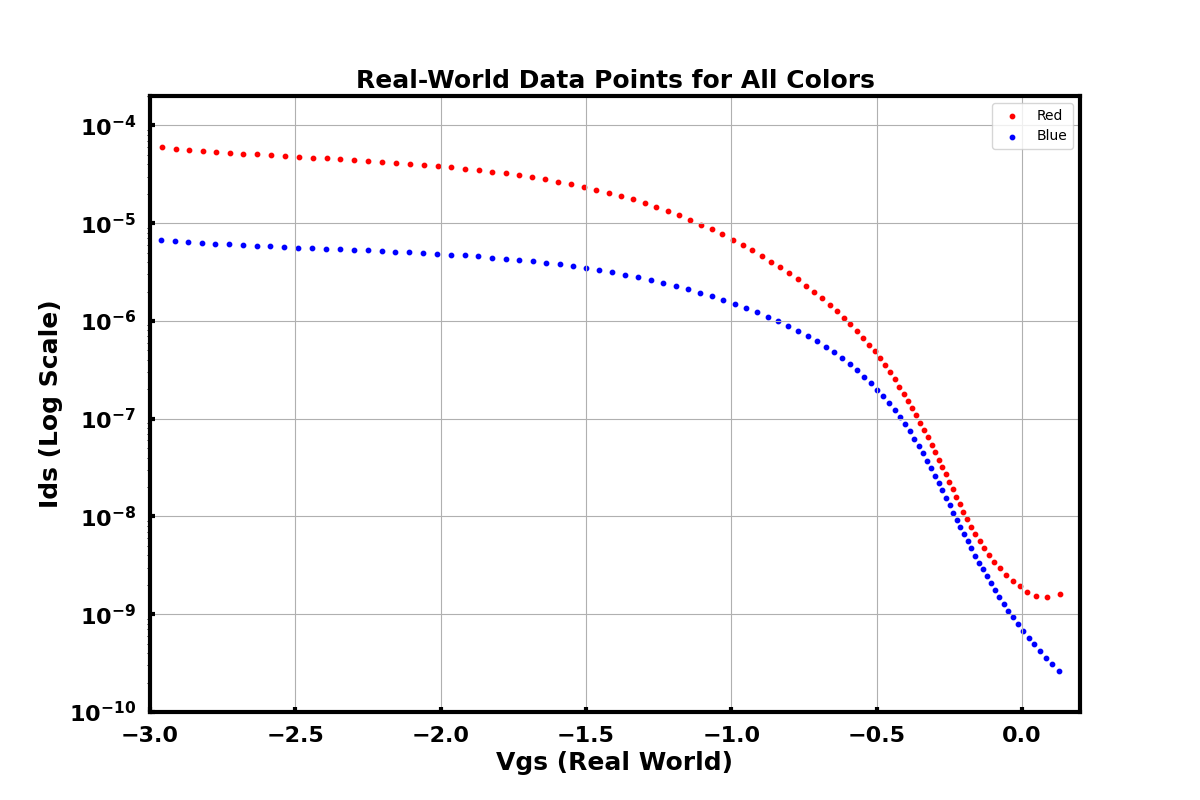 Real-World Data Points for All Colors
Red
Blue
10⁻⁴
10⁻⁵
10⁻⁶
10⁻⁷
10⁻⁸
10⁻⁹
10⁻¹⁰
Ids (Log Scale)
−3.0 −2.5 −2.0 −1.5 −1.0 −0.5 0.0
Vgs (Real World)